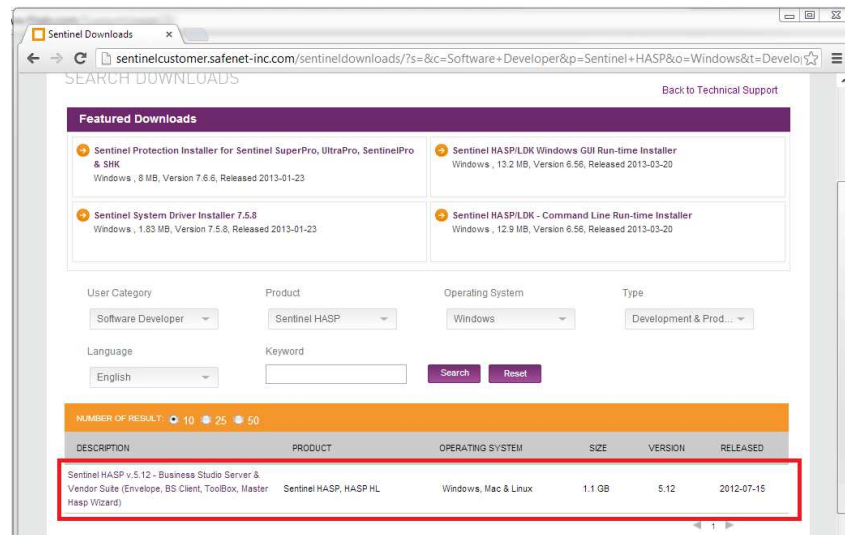 Sentinel Downloads
sentinelcustomer.safenet-inc.com/sentineldownloads/?s=&c=Software+Developer&p=Sentinel+HASP&o=Windows&t=Develo
SEARCH DOWNLOADS
Back to Technical Support
Featured Downloads
Sentinel Protection Installer for Sentinel SuperPro, UltraPro, SentinelPro
& SHK
Windows , 8 MB, Version 7.6.6, Released 2013-01-23
Sentinel HASP/LDK Windows GUI Run-time Installer
Windows , 13.2 MB, Version 6.56, Released 2013-03-20
Sentinel System Driver Installer 7.5.8
Windows , 1.83 MB, Version 7.5.8, Released 2013-01-23
Sentinel HASP/LDK - Command Line Run-time Installer
Windows , 12.9 MB, Version 6.56, Released 2013-03-20
User Category Product Operating System Type
Software Developer Sentinel HASP Windows Development & Prod...
Language Keyword
English Search Reset
NUMBER OF RESULT: 10 25 50
DESCRIPTION PRODUCT OPERATING SYSTEM SIZE VERSION RELEASED
Sentinel HASP v.5.12 - Business Studio Server &
Vendor Suite (Envelope, BS Client, ToolBox, Master
Hasp Wizard)
Sentinel HASP, HASP HL Windows, Mac & Linux 1.1 GB 5.12 2012-07-15
1